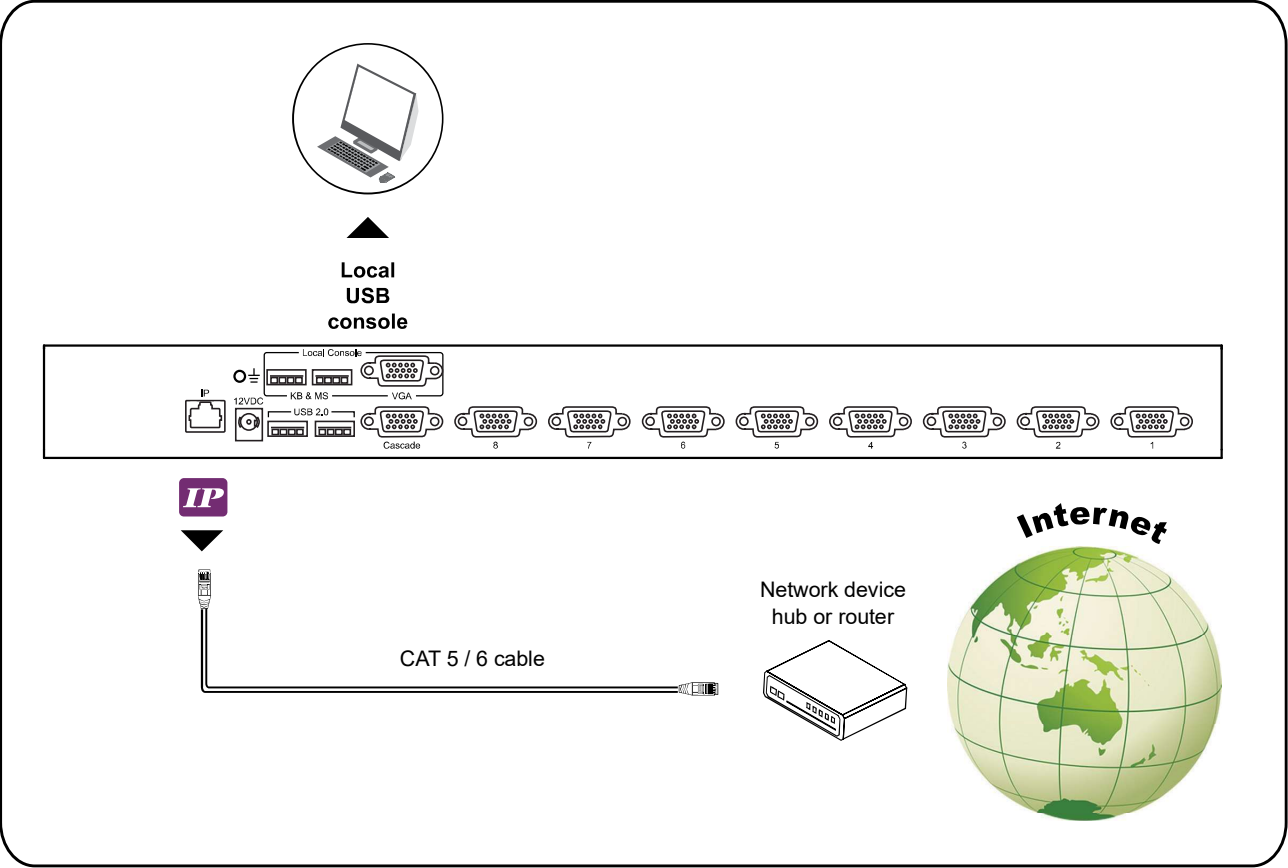 Local
USB
console
Local Console
IP
12VDC
KB & MS
VGA
USB 2.0
Cascade
8
7
6
5
4
3
2
1
IP
Internet
Network device
hub or router
CAT 5 / 6 cable